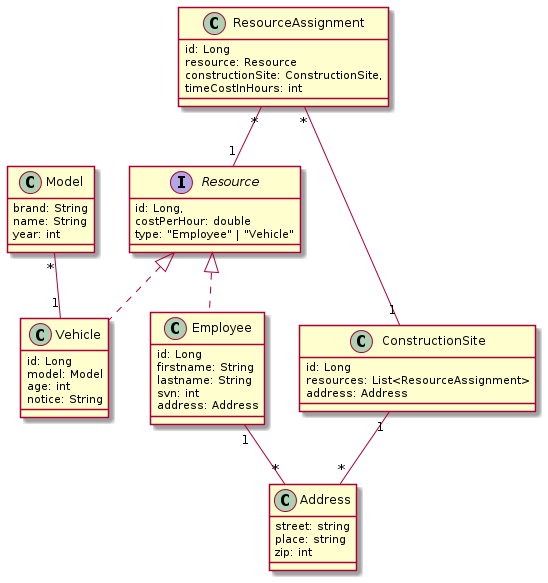 C ResourceAssignment
id: Long
resource: Resource
constructionSite: ConstructionSite,
timeCostInHours: int
*
*
1
C Model
brand: String
name: String
year: int
I Resource
id: Long,
costPerHour: double
type: "Employee" | "Vehicle"
*
1
1
C Vehicle
id: Long
model: Model
age: int
notice: String
C Employee
id: Long
firstname: String
lastname: String
svn: int
address: Address
C ConstructionSite
id: Long
resources: List<ResourceAssignment>
address: Address
1
1
*
*
C Address
street: string
place: string
zip: int